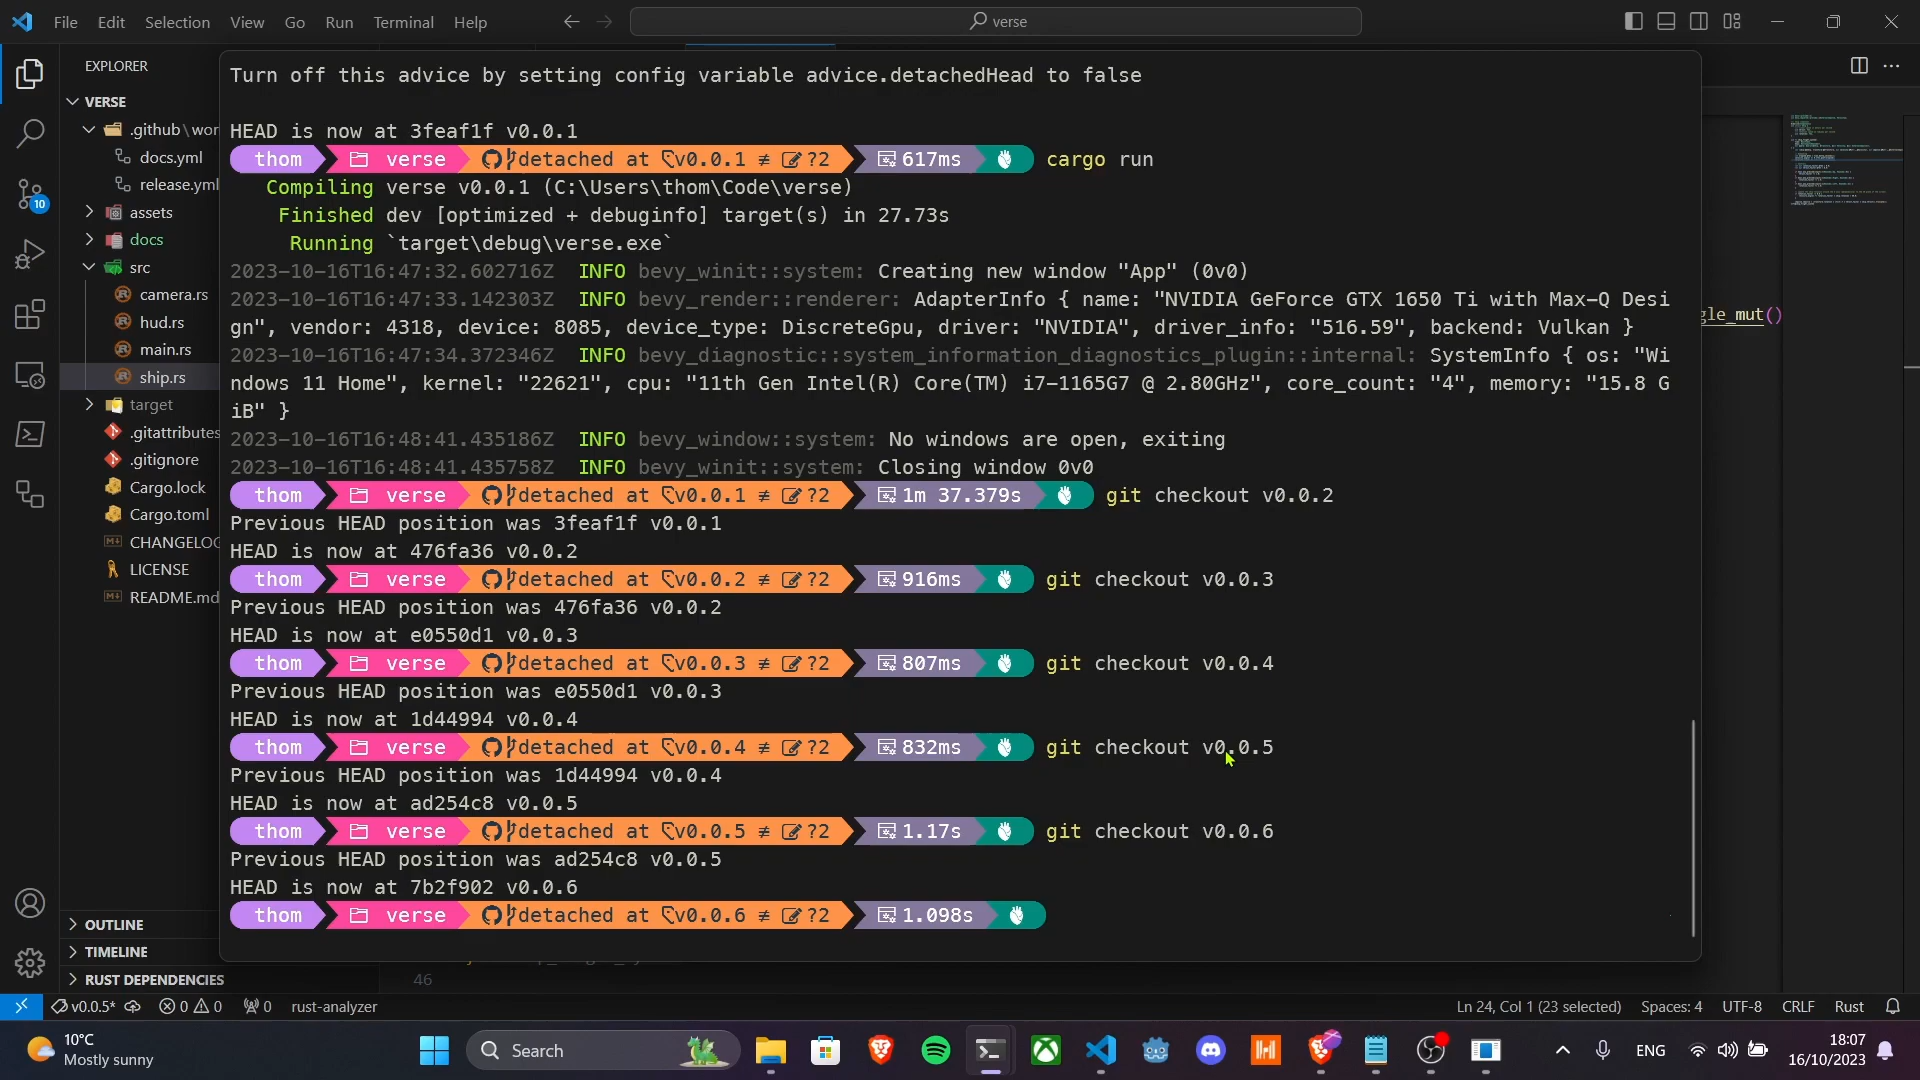 File Edit Selection View Go Run Terminal Help verse
EXPLORER
VERSE
.github\wor
docs.yml
release.yml
10
assets
docs
src
camera.rs
hud.rs
main.rs
ship.rs
target
.gitattributes
.gitignore
Cargo.lock
Cargo.toml
CHANGELOG
LICENSE
README.md
OUTLINE
TIMELINE
RUST DEPENDENCIES
Turn off this advice by setting config variable advice.detachedHead to false
HEAD is now at 3feaf1f v0.0.1
thom verse detached at v0.0.1 ≢ ?2 617ms cargo run
Compiling verse v0.0.1 (C:\Users\thom\Code\verse)
Finished dev [optimized + debuginfo] target(s) in 27.73s
Running `target\debug\verse.exe`
2023-10-16T16:47:32.602716Z INFO bevy_winit::system: Creating new window "App" (0v0)
2023-10-16T16:47:33.142303Z INFO bevy_render::renderer: AdapterInfo { name: "NVIDIA GeForce GTX 1650 Ti with Max-Q Desi
gn", vendor: 4318, device: 8085, device_type: DiscreteGpu, driver: "NVIDIA", driver_info: "516.59", backend: Vulkan }
2023-10-16T16:47:34.372346Z INFO bevy_diagnostic::system_information_diagnostics_plugin::internal: SystemInfo { os: "Wi
ndows 11 Home", kernel: "22621", cpu: "11th Gen Intel(R) Core(TM) i7-1165G7 @ 2.80GHz", core_count: "4", memory: "15.8 G
iB" }
2023-10-16T16:48:41.435186Z INFO bevy_window::system: No windows are open, exiting
2023-10-16T16:48:41.435758Z INFO bevy_winit::system: Closing window 0v0
thom verse detached at v0.0.1 ≢ ?2 1m 37.379s git checkout v0.0.2
Previous HEAD position was 3feaf1f v0.0.1
HEAD is now at 476fa36 v0.0.2
thom verse detached at v0.0.2 ≢ ?2 916ms git checkout v0.0.3
Previous HEAD position was 476fa36 v0.0.2
HEAD is now at e0550d1 v0.0.3
thom verse detached at v0.0.3 ≢ ?2 807ms git checkout v0.0.4
Previous HEAD position was e0550d1 v0.0.3
HEAD is now at 1d44994 v0.0.4
thom verse detached at v0.0.4 ≢ ?2 832ms git checkout v0.0.5
Previous HEAD position was 1d44994 v0.0.4
HEAD is now at ad254c8 v0.0.5
thom verse detached at v0.0.5 ≢ ?2 1.17s git checkout v0.0.6
Previous HEAD position was ad254c8 v0.0.5
HEAD is now at 7b2f902 v0.0.6
thom verse detached at v0.0.6 ≢ ?2 1.098s
gle_mut()
46
v0.0.5* 0 0 0 rust-analyzer Ln 24, Col 1 (23 selected) Spaces: 4 UTF-8 CRLF Rust
10°C
Mostly sunny
Search
ENG
18:07
16/10/2023